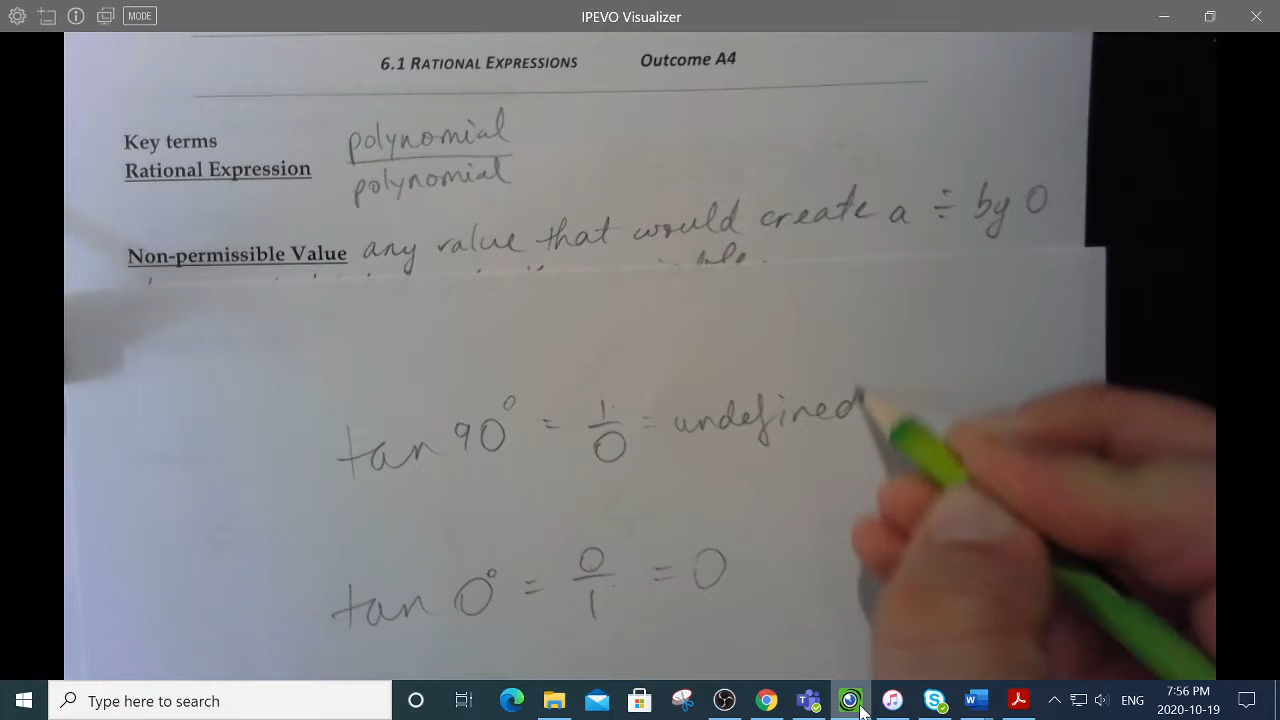 IPEVO Visualizer
MODE
6.1 RATIONAL EXPRESSIONS Outcome A4
Key terms
polynomial
Rational Expression
polynomial
Non-permissible Value any value that would create a ÷ by 0
tan 90° = 1/0 = undefined
tan 0° = 0/1 = 0
Type here to search
ENG
7:56 PM
2020-10-19